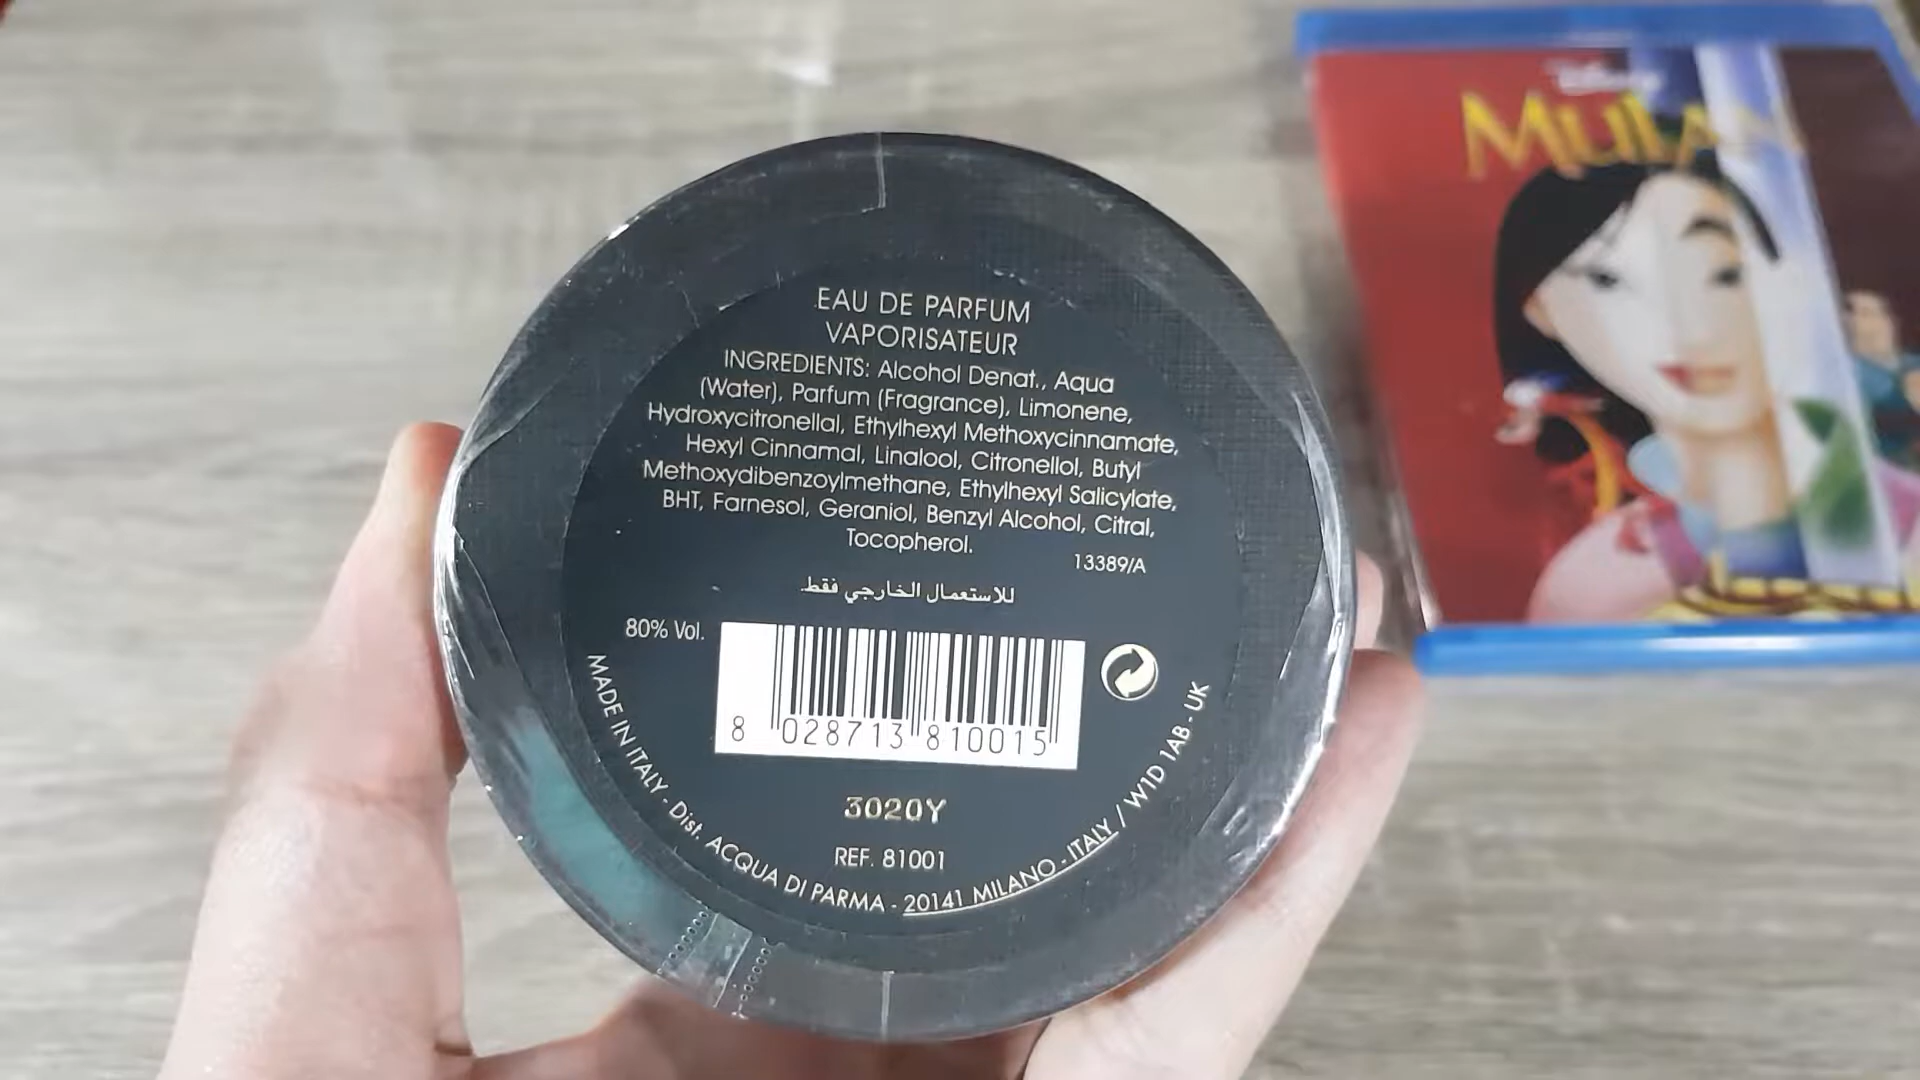 Disney
MULAN
EAU DE PARFUM
VAPORISATEUR
INGREDIENTS: Alcohol Denat., Aqua
(Water), Parfum (Fragrance), Limonene,
Hydroxycitronellal, Ethylhexyl Methoxycinnamate,
Hexyl Cinnamal, Linalool, Citronellol, Butyl
Methoxydibenzoylmethane, Ethylhexyl Salicylate,
BHT, Farnesol, Geraniol, Benzyl Alcohol, Citral,
Tocopherol.
13389/A
للاستعمال الخارجي فقط.
80% Vol.
8 028713 810015
3020Y
REF. 81001
MADE IN ITALY - Dist. ACQUA DI PARMA - 20141 MILANO - ITALY / W1D 1AB - UK